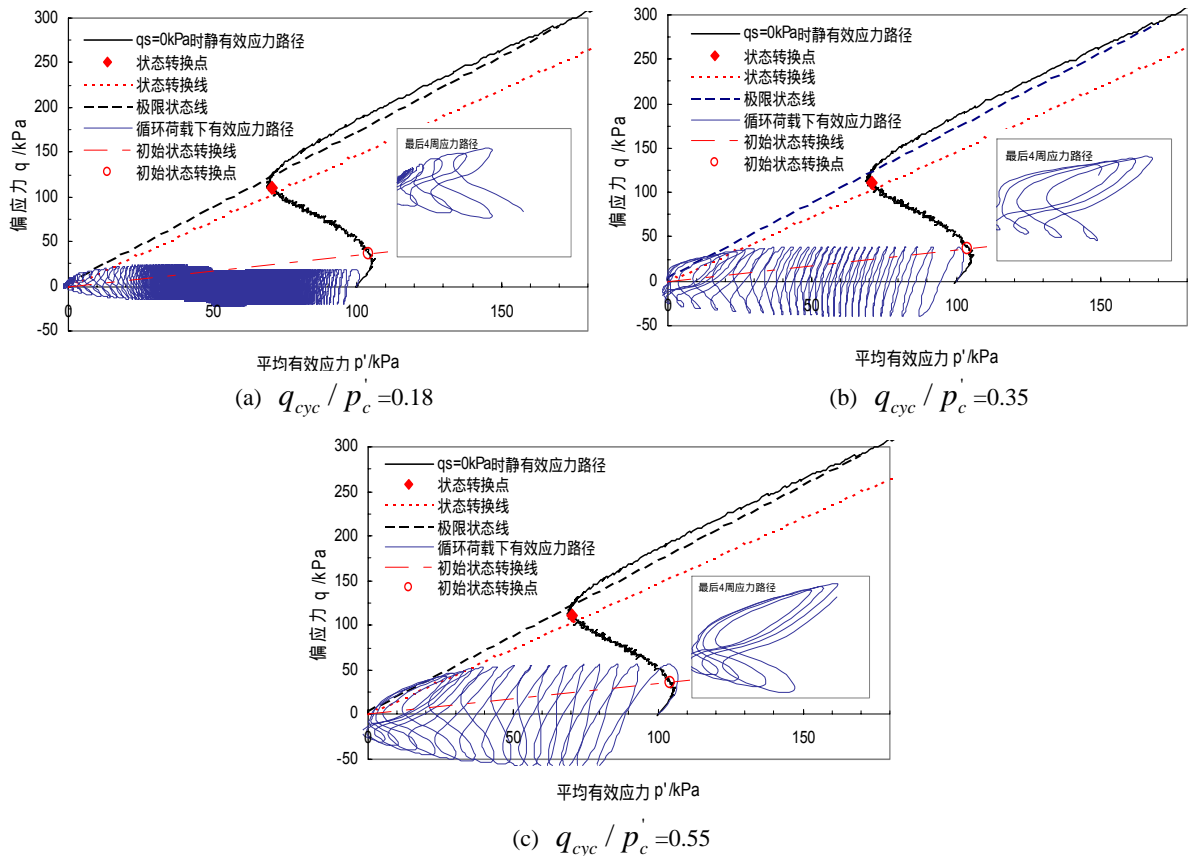 300
250
200
150
100
50
0
-50
偏应力 q/kPa
qs=0kPa时静有效应力路径
状态转换点
状态转换线
极限状态线
循环荷载下有效应力路径
初始状态转换线
初始状态转换点
最后4周应力路径
0
50
100
150
平均有效应力 p'/kPa
(a) q_cyc / p_c' =0.18
300
250
200
150
100
50
0
-50
偏应力 q/kPa
qs=0kPa时静有效应力路径
状态转换点
状态转换线
极限状态线
循环荷载下有效应力路径
初始状态转换线
初始状态转换点
最后4周应力路径
0
50
100
150
平均有效应力 p'/kPa
(b) q_cyc / p_c' =0.35
300
250
200
150
100
50
0
-50
偏应力 q /kPa
qs=0kPa时静有效应力路径
状态转换点
状态转换线
极限状态线
循环荷载下有效应力路径
初始状态转换线
初始状态转换点
最后4周应力路径
0
50
100
150
平均有效应力 p'/kPa
(c) q_cyc / p_c' =0.55